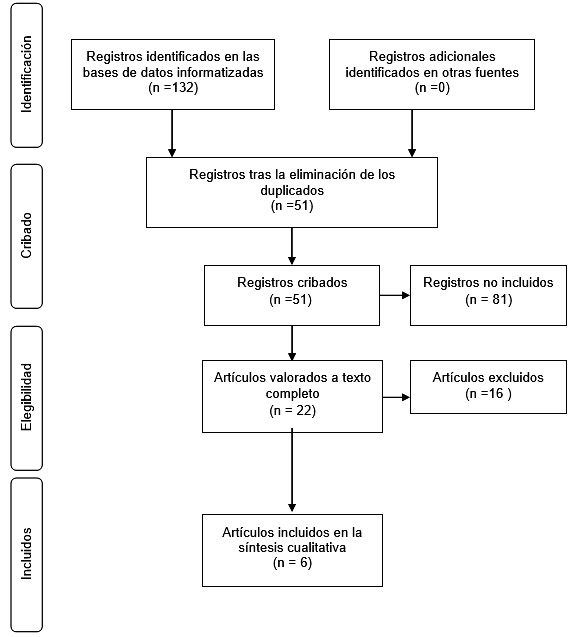 Identificación
Registros identificados en las
bases de datos informatizadas
(n =132)
Registros adicionales
identificados en otras fuentes
(n =0)
Cribado
Registros tras la eliminación de los
duplicados
(n =51)
Registros cribados
(n =51)
Registros no incluidos
(n = 81)
Elegibilidad
Artículos valorados a texto
completo
(n = 22)
Artículos excluidos
(n =16 )
Incluidos
Artículos incluidos en la
síntesis cualitativa
(n = 6)